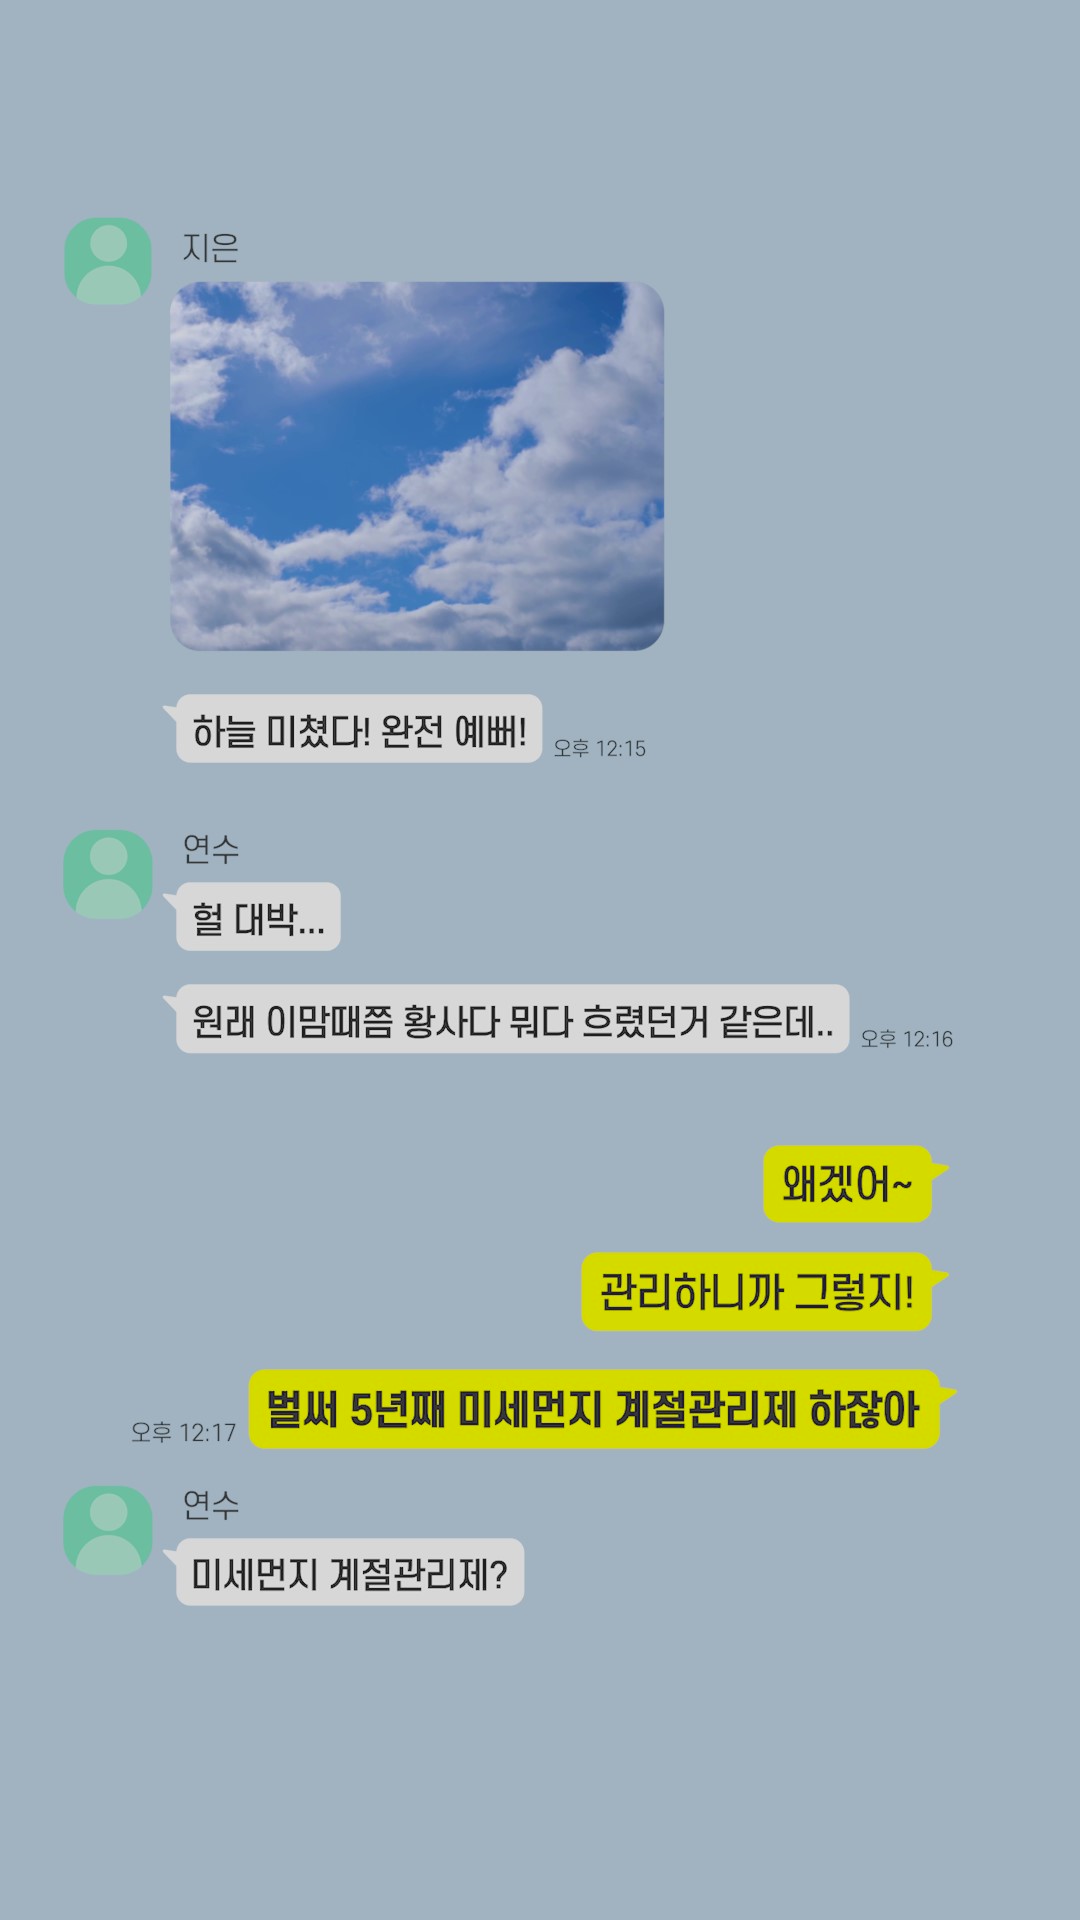 지은
하늘 미쳤다! 완전 예뻐!
오후 12:15
연수
헐 대박...
원래 이맘때쯤 황사다 뭐다 흐렸던거 같은데..
오후 12:16
왜겠어~
관리하니까 그렇지!
벌써 5년째 미세먼지 계절관리제 하잖아
오후 12:17
연수
미세먼지 계절관리제?